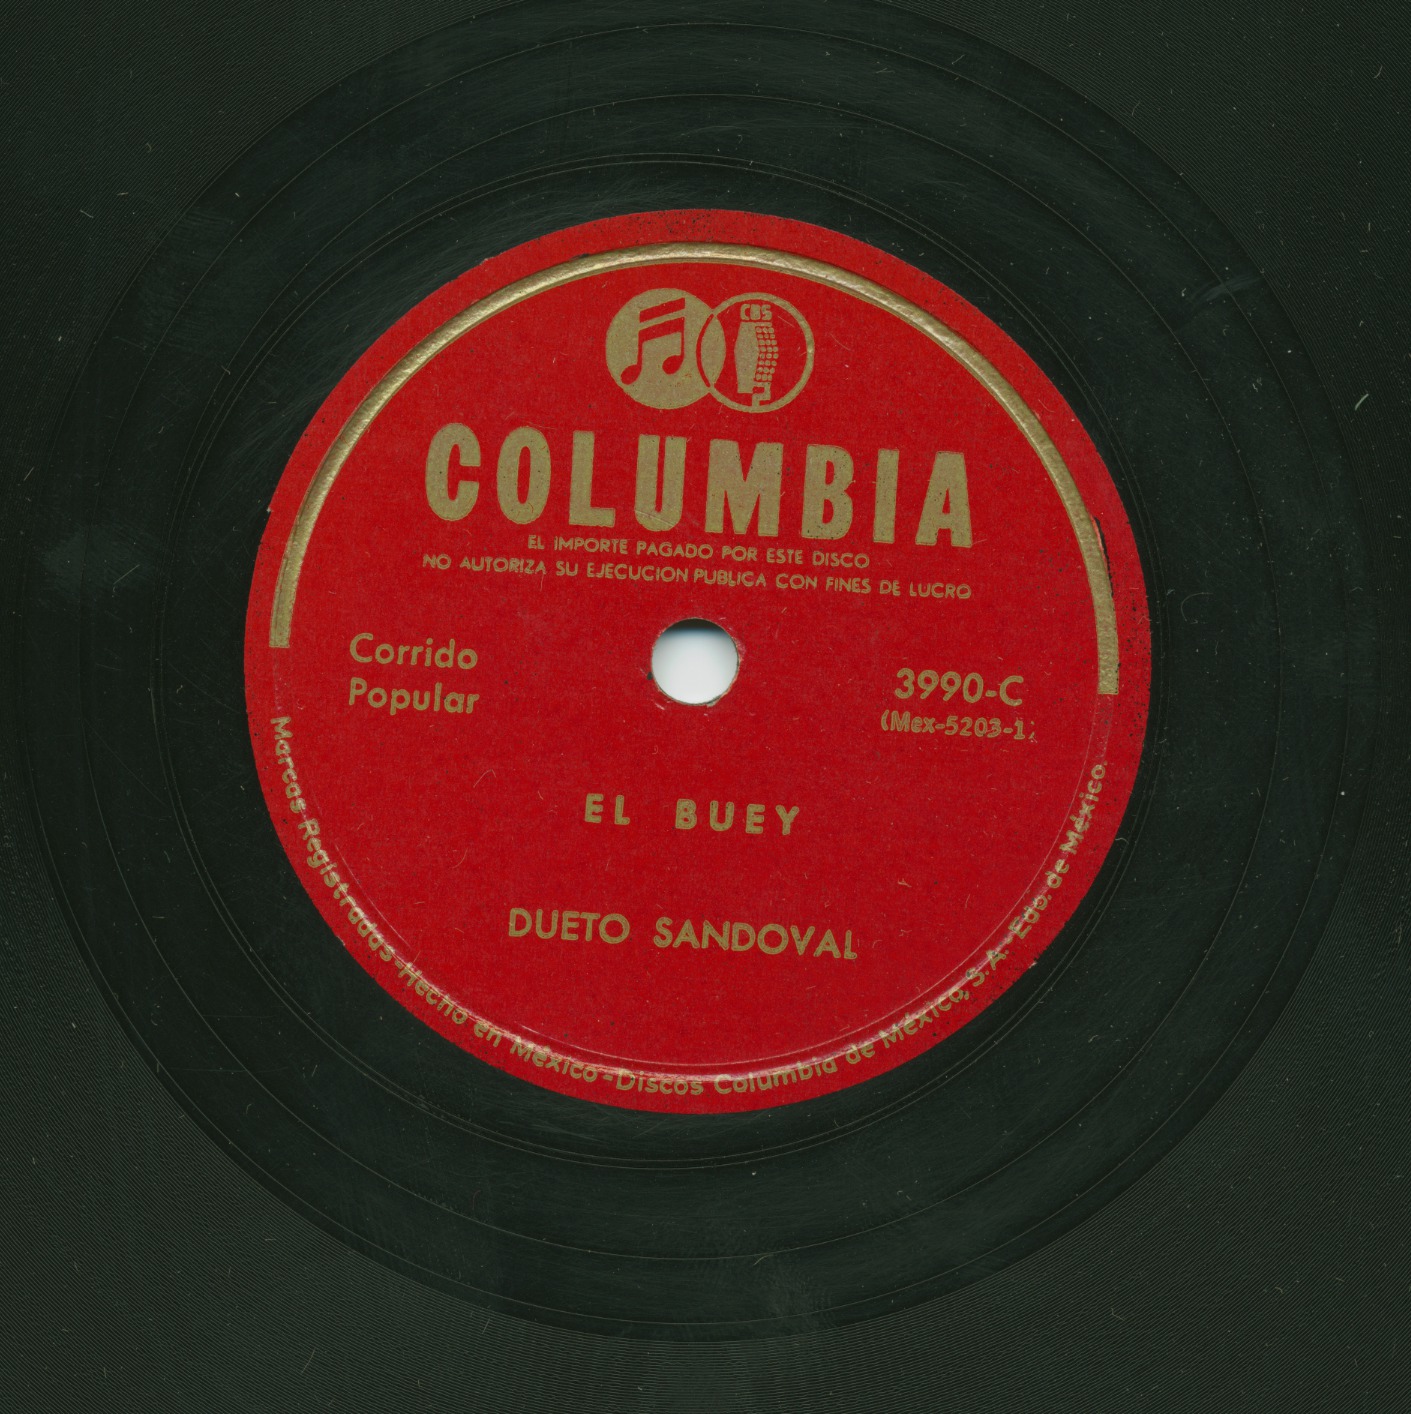 CBS
COLUMBIA
EL IMPORTE PAGADO POR ESTE DISCO
NO AUTORIZA SU EJECUCION PUBLICA CON FINES DE LUCRO
Corrido
Popular
3990-C
(Mex-5203-1)
EL BUEY
DUETO SANDOVAL
Marcas Registradas-Hecho en México-Discos Columbia de México, S. A.-Edo. de México.